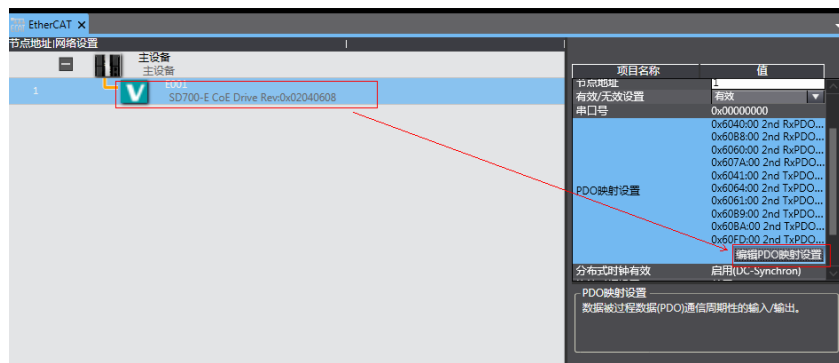 EtherCAT ×
节点地址|网络设置
主设备
主设备
1
E001
SD700-E CoE Drive Rev:0x02040608
项目名称 值
节点地址 1
有效/无效设置 有效
串口号 0x00000000
PDO映射设置
0x6040:00 2nd RxPDO...
0x60B8:00 2nd RxPDO...
0x6060:00 2nd RxPDO...
0x607A:00 2nd RxPDO...
0x6041:00 2nd TxPDO...
0x6064:00 2nd TxPDO...
0x6061:00 2nd TxPDO...
0x60B9:00 2nd TxPDO...
0x60BA:00 2nd TxPDO...
0x60FD:00 2nd TxPDO...
编辑PDO映射设置
分布式时钟有效 启用(DC-Synchron)
PDO映射设置
数据被过程数据(PDO)通信周期性的输入/输出。